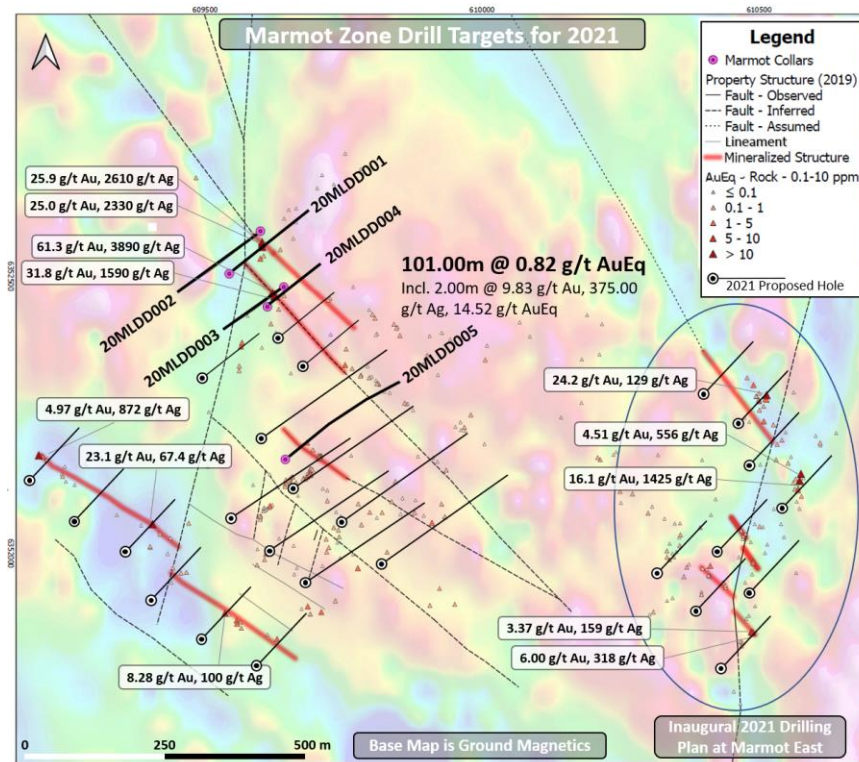 609500
610000
610500
Marmot Zone Drill Targets for 2021
Legend
Marmot Collars
Property Structure (2019)
Fault - Observed
Fault - Inferred
Fault - Assumed
Lineament
Mineralized Structure
AuEq - Rock - 0.1-10 ppm
≤ 0.1
0.1 - 1
1 - 5
5 - 10
> 10
2021 Proposed Hole
25.9 g/t Au, 2610 g/t Ag
25.0 g/t Au, 2330 g/t Ag
61.3 g/t Au, 3890 g/t Ag
31.8 g/t Au, 1590 g/t Ag
20MLDD001
20MLDD004
20MLDD002
20MLDD003
20MLDD005
101.00m @ 0.82 g/t AuEq
Incl. 2.00m @ 9.83 g/t Au, 375.00
g/t Ag, 14.52 g/t AuEq
6352500
4.97 g/t Au, 872 g/t Ag
23.1 g/t Au, 67.4 g/t Ag
24.2 g/t Au, 129 g/t Ag
4.51 g/t Au, 556 g/t Ag
16.1 g/t Au, 1425 g/t Ag
6352000
3.37 g/t Au, 159 g/t Ag
6.00 g/t Au, 318 g/t Ag
8.28 g/t Au, 100 g/t Ag
0 250 500 m
Base Map is Ground Magnetics
Inaugural 2021 Drilling
Plan at Marmot East